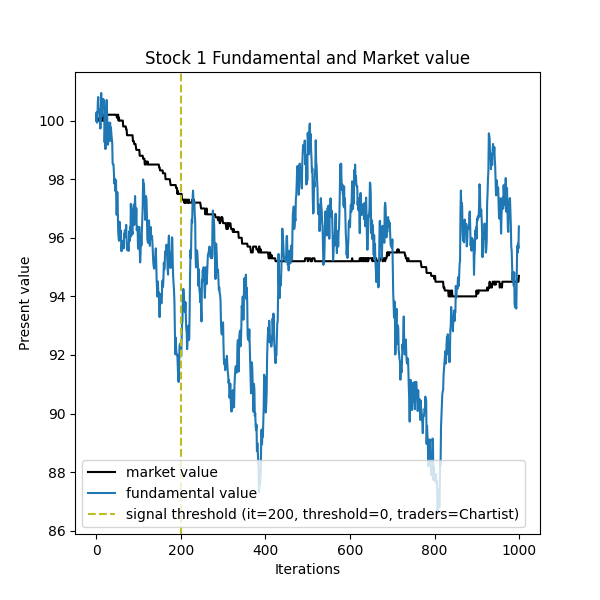 Stock 1 Fundamental and Market value
Present value
100
98
96
94
92
90
88
86
market value
fundamental value
signal threshold (it=200, threshold=0, traders=Chartist)
0
200
400
600
800
1000
Iterations